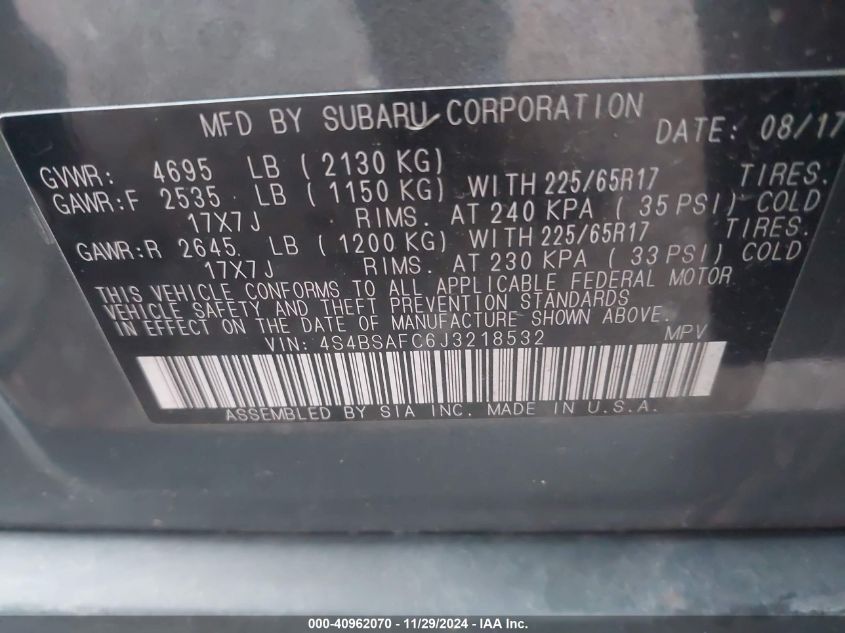 MFD BY SUBARU CORPORATION DATE: 08/17
GVWR: 4695 LB (2130 KG)
GAWR:F 2535 LB (1150 KG) WITH 225/65R17 TIRES.
17X7J RIMS. AT 240 KPA (35 PSI) COLD
GAWR:R 2645. LB (1200 KG) WITH 225/65R17 TIRES.
17X7J RIMS. AT 230 KPA (33 PSI) COLD
THIS VEHICLE CONFORMS TO ALL APPLICABLE FEDERAL MOTOR
VEHICLE SAFETY AND THEFT PREVENTION STANDARDS
IN EFFECT ON THE DATE OF MANUFACTURE SHOWN ABOVE.
VIN: 4S4BSAFC6J3218532 MPV
ASSEMBLED BY SIA INC. MADE IN U.S.A.
000-40962070 - 11/29/2024 - IAAI.com